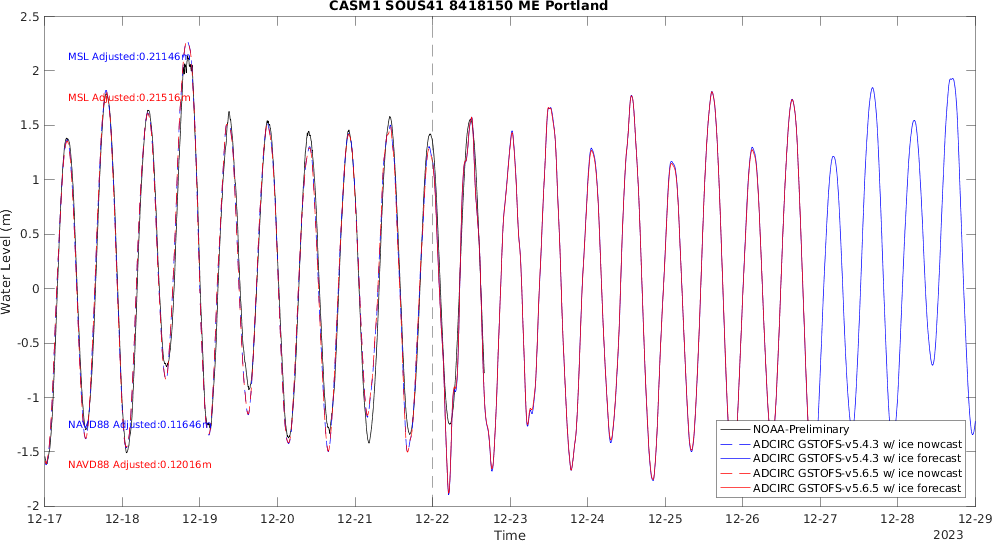 CASM1 SOUS41 8418150 ME Portland
2.5
2
1.5
1
0.5
0
-0.5
-1
-1.5
-2
Water Level (m)
MSL Adjusted:0.21146m
MSL Adjusted:0.21516m
NAVD88 Adjusted:0.11646m
NAVD88 Adjusted:0.12016m
NOAA-Preliminary
ADCIRC GSTOFS-v5.4.3 w/ ice nowcast
ADCIRC GSTOFS-v5.4.3 w/ ice forecast
ADCIRC GSTOFS-v5.6.5 w/ ice nowcast
ADCIRC GSTOFS-v5.6.5 w/ ice forecast
12-17 12-18 12-19 12-20 12-21 12-22 12-23 12-24 12-25 12-26 12-27 12-28 12-29
Time
2023